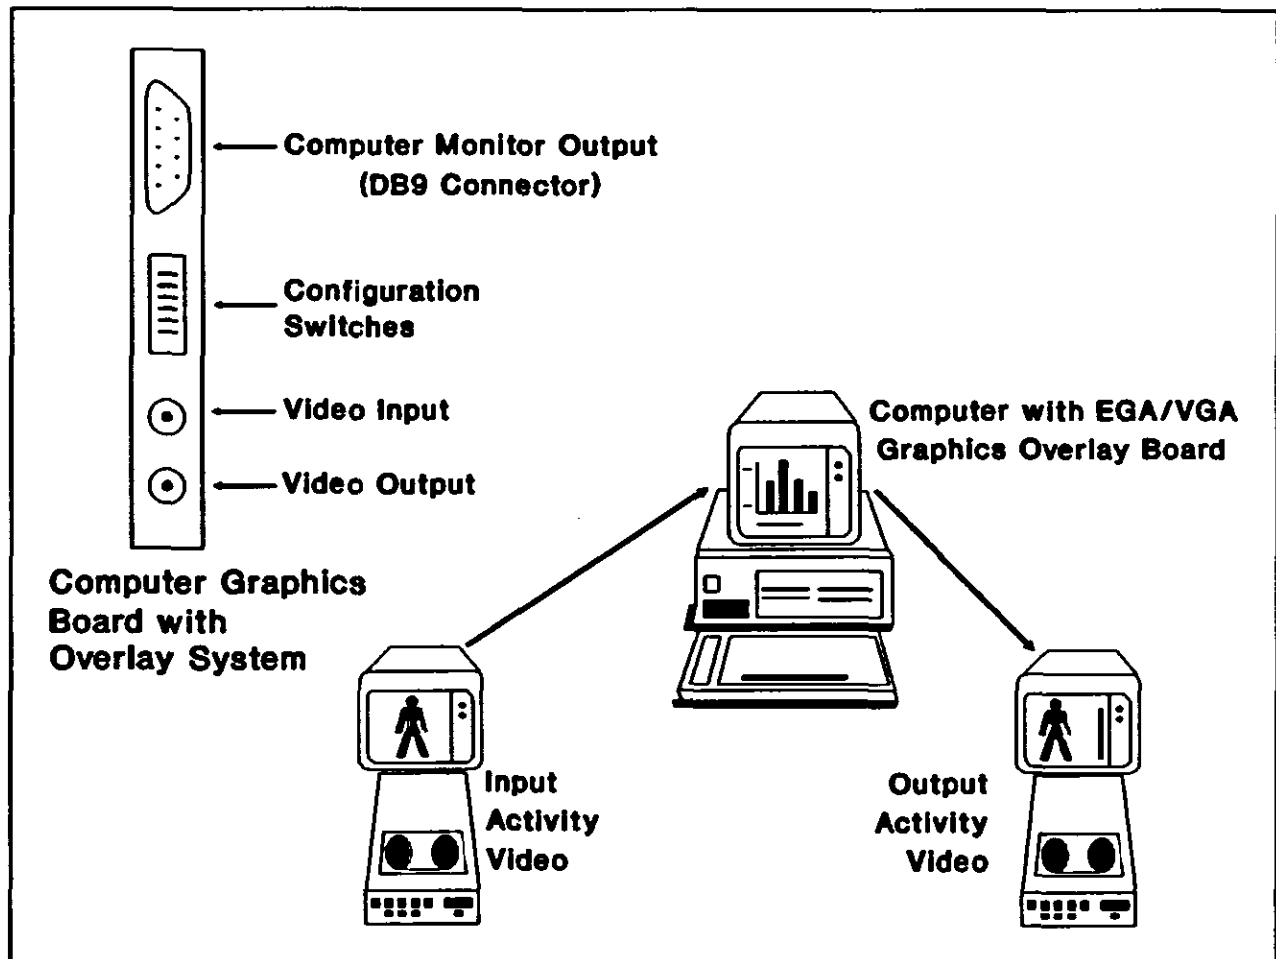 Computer Monitor Output
(DB9 Connector)
Configuration
Switches
Video Input
Video Output
Computer Graphics
Board with
Overlay System
Computer with EGA/VGA
Graphics Overlay Board
Input
Activity
Video
Output
Activity
Video